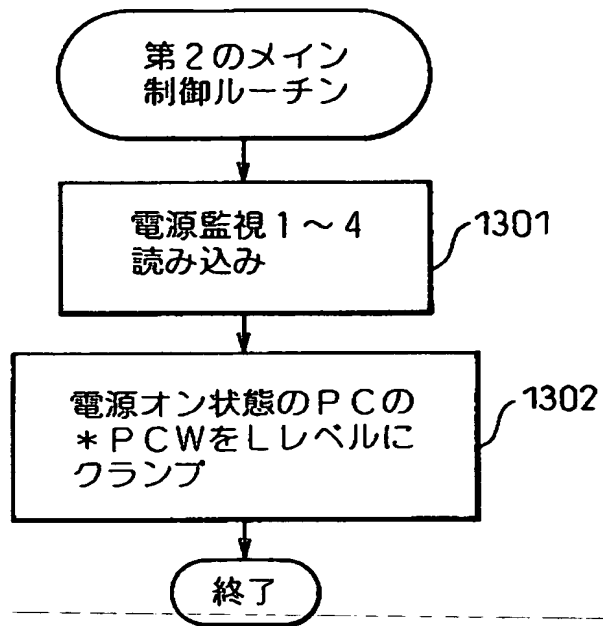 第2のメイン
制御ルーチン
電源監視1～4
読み込み
1301
電源オン状態のPCの
*PCWをLレベルに
クランプ
1302
終了